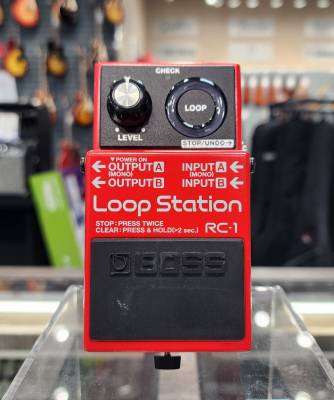 CHECK
LOOP
LEVEL
STOP/UNDO→
▼POWER ON
←OUTPUT A INPUT A←
(MONO) (MONO)
←OUTPUT B INPUT B←
Loop Station
STOP: PRESS TWICE
CLEAR: PRESS & HOLD(>2 sec.) RC-1
BOSS